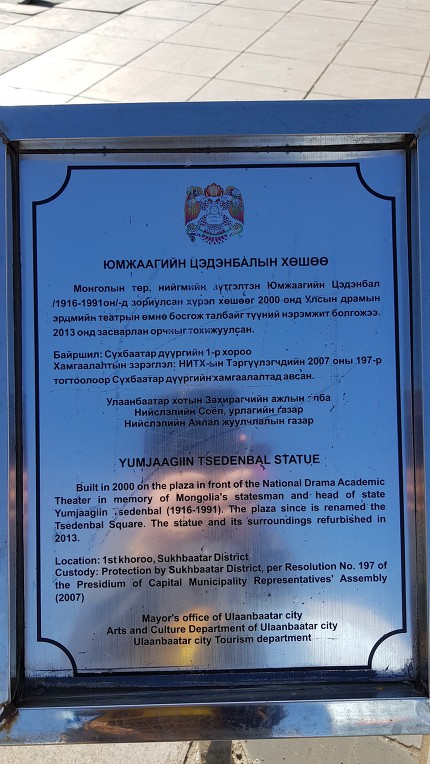 ЮМЖААГИЙН ЦЭДЭНБАЛЫН ХӨШӨӨ
Монголын төр, нийгмийн зүтгэлтэн Юмжаагийн Цэдэнбал
/1916-1991он/-д зориулсан хүрэл хөшөөг 2000 онд Улсын драмын
эрдмийн театрын өмнө босгож талбайг түүний нэрэмжит болгожээ.
2013 онд засварлан орчныг тохижуулсан.
Байршил: Сүхбаатар дүүргийн 1-р хороо
Хамгаалалтын зэрэглэл: НИТХ-ын Тэргүүлэгчдийн 2007 оны 197-р
тогтоолоор Сүхбаатар дүүргийн хамгаалалтад авсан.
Улаанбаатар хотын Захирагчийн ажлын
Нийслэлийн Соёл, урлагийн газар
Нийслэлийн Аялал жуулчлалын газар
YUMJAAGIIN TSEDENBAL STATUE
Built in 2000 on the plaza in front of the National Drama Academic
Theater in memory of Mongolia's statesman and head of state
Yumjaagiin Tsedenbal (1916-1991). The plaza since is renamed the
Tsedenbal Square. The statue and its surroundings refurbished in
2013.
Location: 1st khoroo, Sukhbaatar District
Custody: Protection by Sukhbaatar District, per Resolution No. 197 of
the Presidium of Capital Municipality Representatives' Assembly
(2007)
Mayor's office of Ulaanbaatar city
Arts and Culture Department of Ulaanbaatar city
Ulaanbaatar city Tourism department